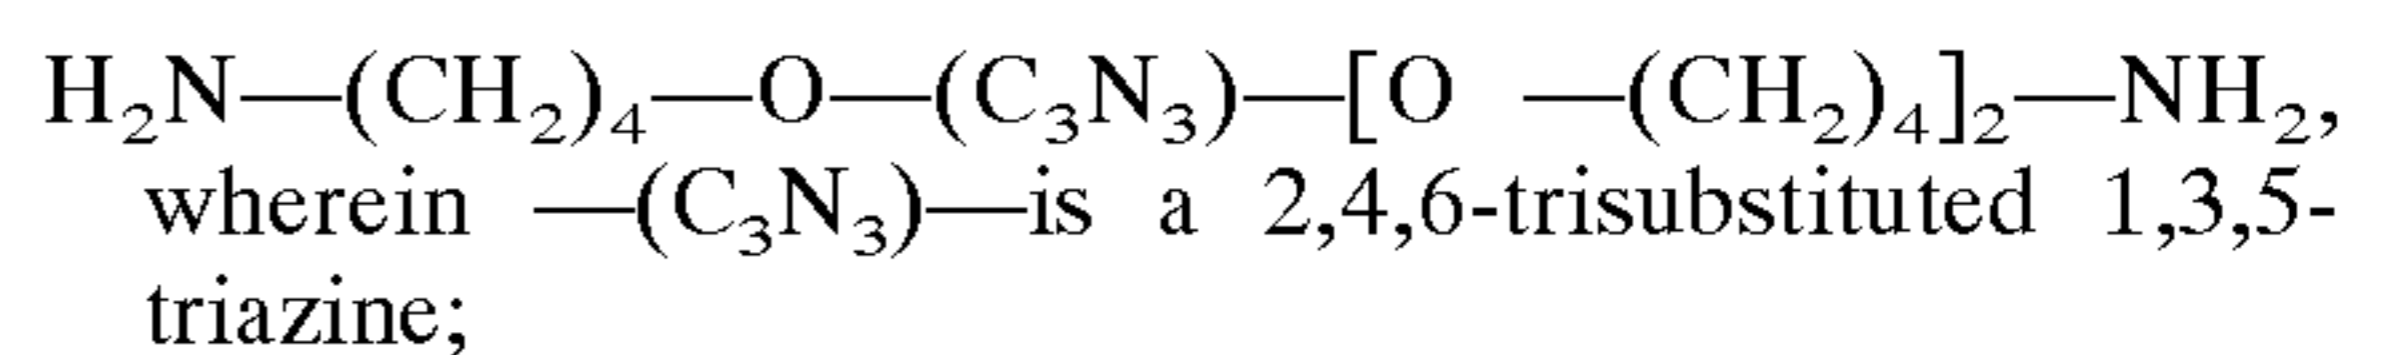 H₂N—(CH₂)₄—O—(C₃N₃)—[O —(CH₂)₄]₂—NH₂,
wherein —(C₃N₃)—is a 2,4,6-trisubstituted 1,3,5-
triazine;